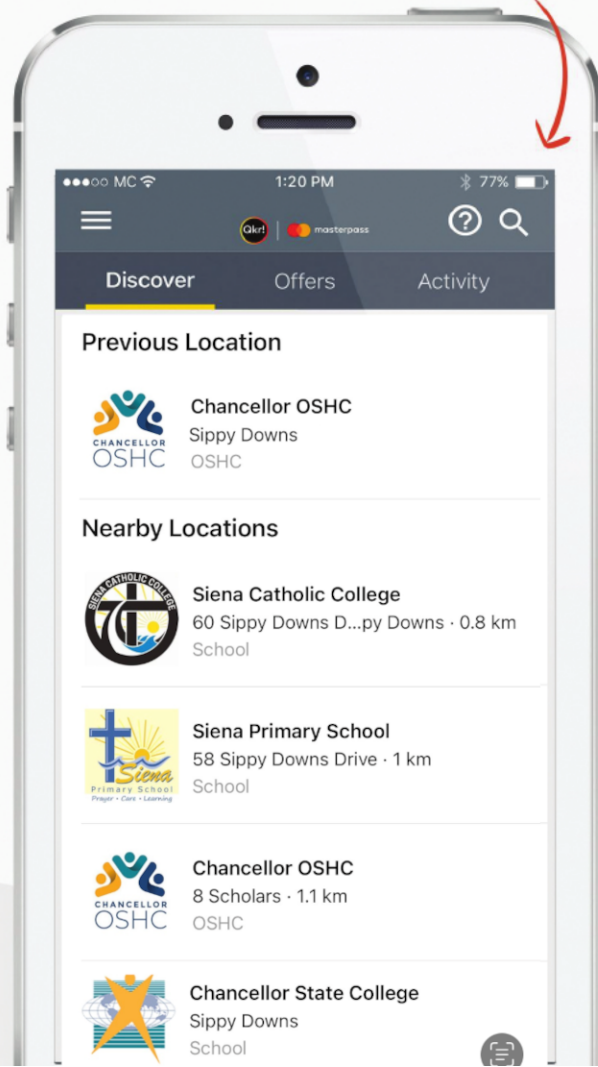 MC
1:20 PM
77%
Qkr!
masterpass
Discover
Offers
Activity
Previous Location
CHANCELLOR
OSHC
Chancellor OSHC
Sippy Downs
OSHC
Nearby Locations
SIENA CATHOLIC COLLEGE
Siena Catholic College
60 Sippy Downs D...py Downs · 0.8 km
School
Siena
Primary School
Prayer • Care • Learning
Siena Primary School
58 Sippy Downs Drive · 1 km
School
CHANCELLOR
OSHC
Chancellor OSHC
8 Scholars · 1.1 km
OSHC
Chancellor State College
Sippy Downs
School